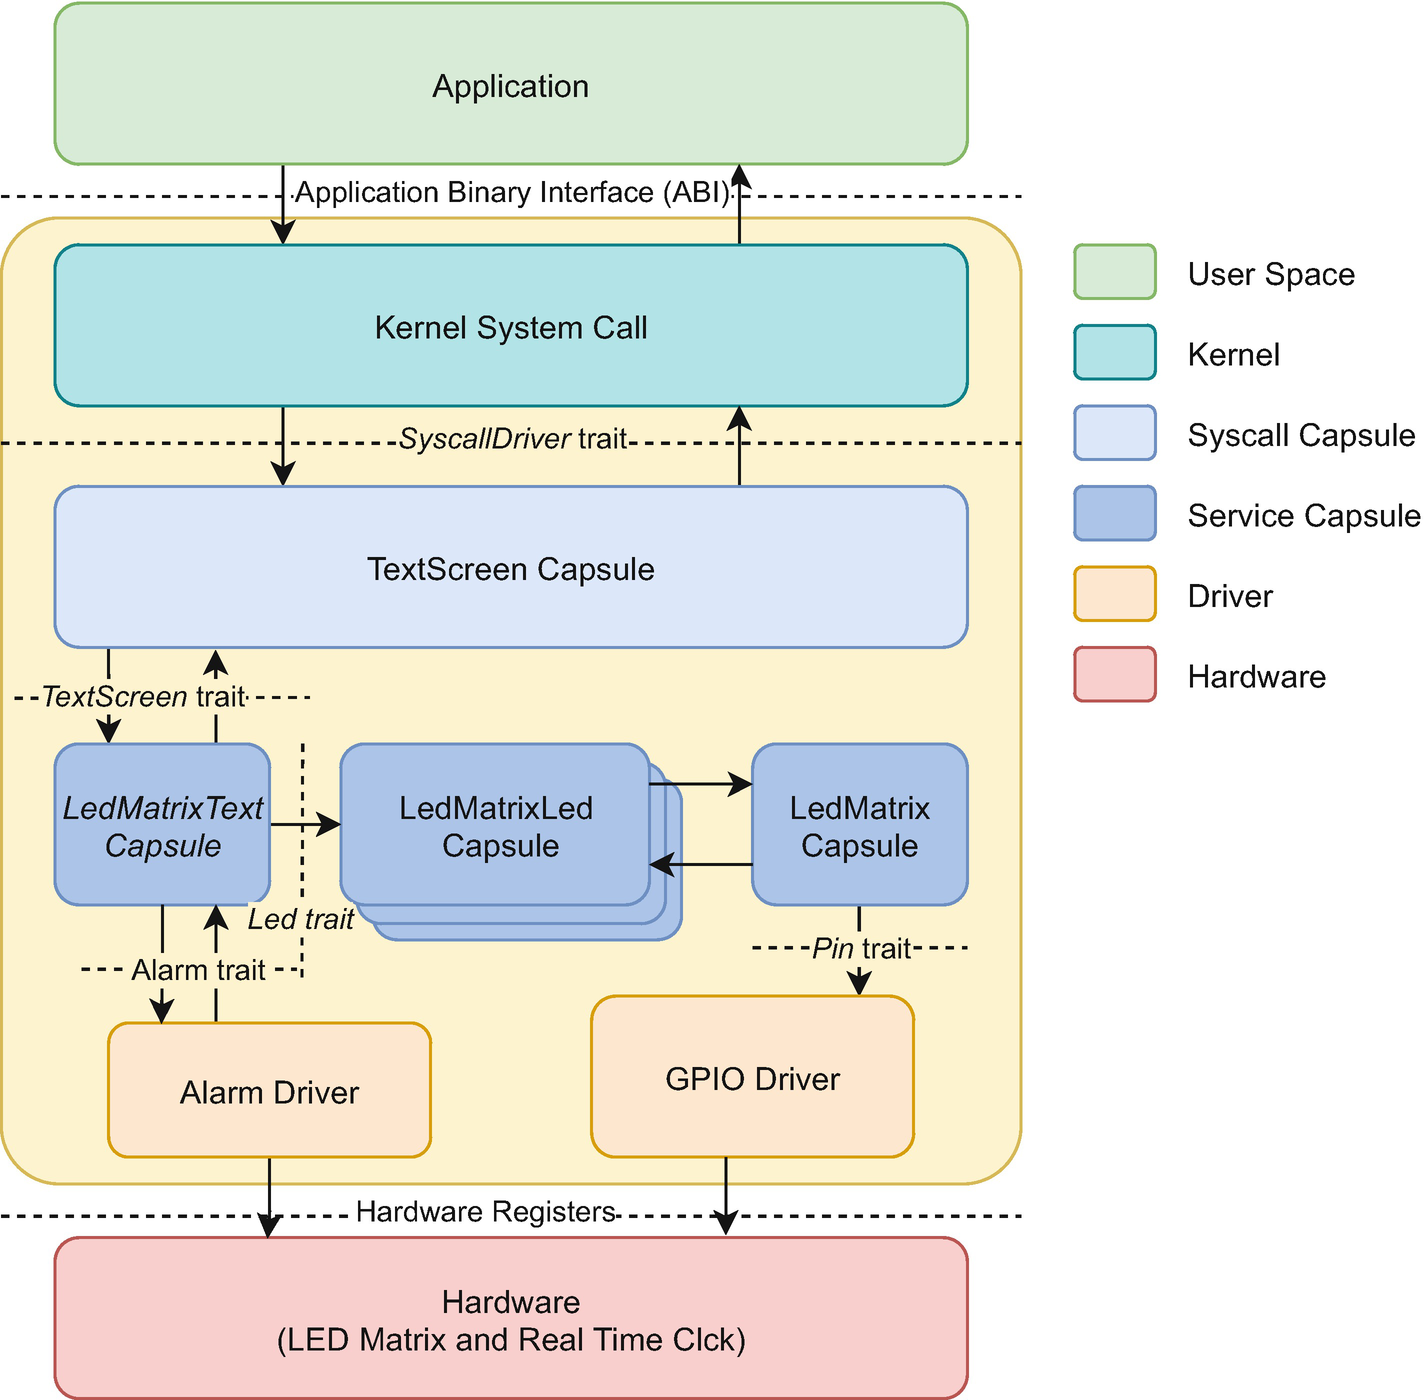 Application
Application Binary Interface (ABI)
Kernel System Call
SyscallDriver trait
TextScreen Capsule
TextScreen trait
LedMatrixText
Capsule
LedMatrixLed
Capsule
LedMatrix
Capsule
Led trait
Pin trait
Alarm trait
Alarm Driver
GPIO Driver
Hardware Registers
Hardware
(LED Matrix and Real Time Clck)
User Space
Kernel
Syscall Capsule
Service Capsule
Driver
Hardware